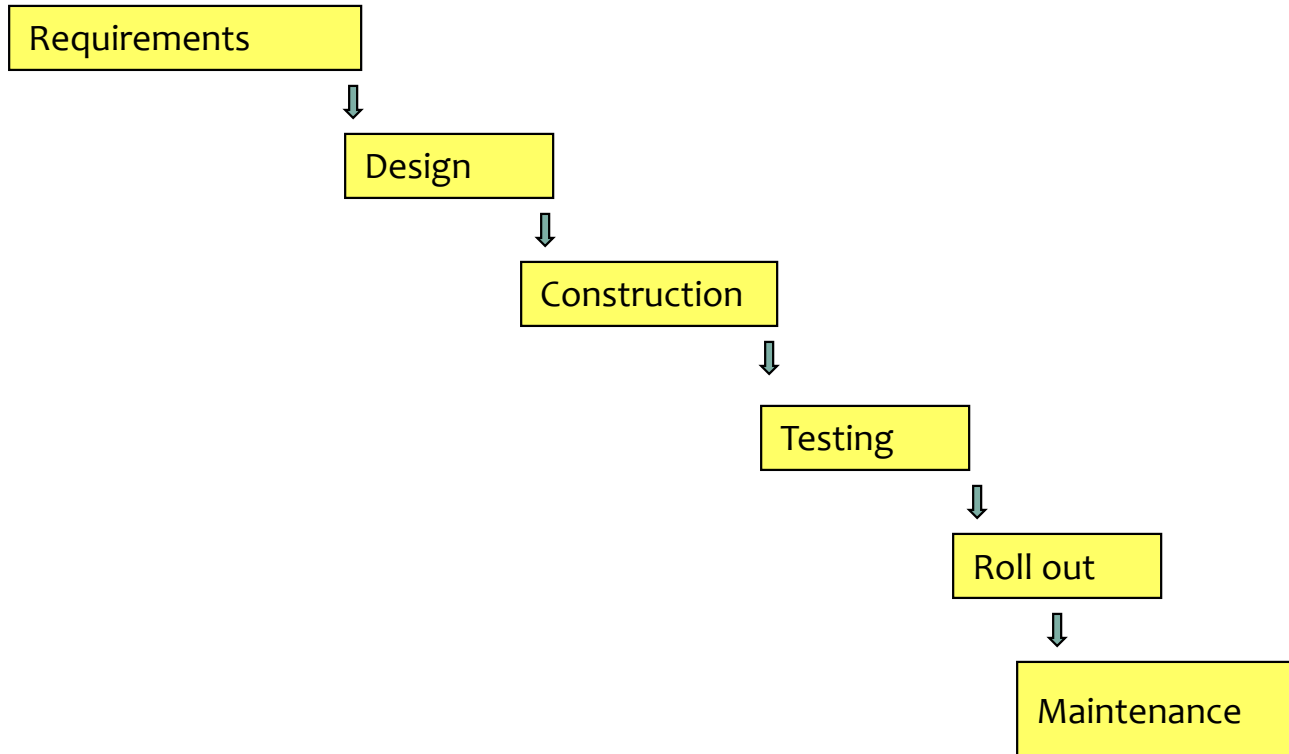 Requirements
Design
Construction
Testing
Roll out
Maintenance